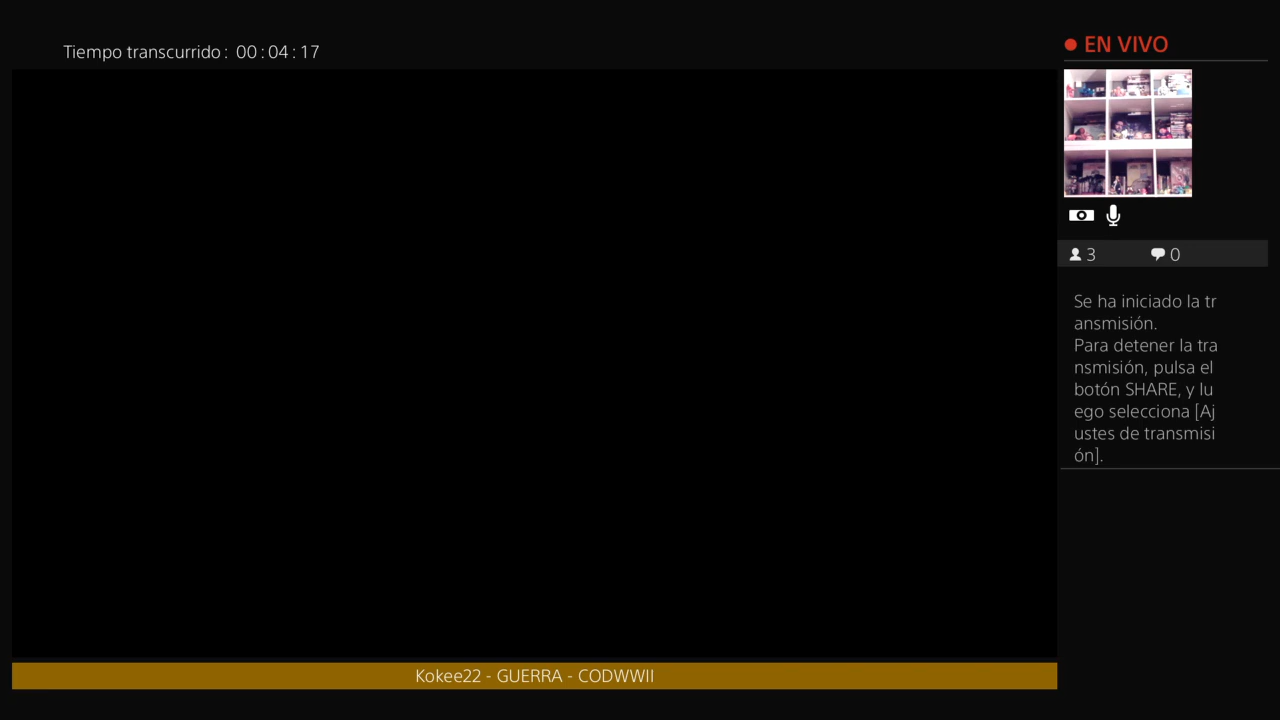 Tiempo transcurrido : 00 : 04 : 17
EN VIVO
3
0
Se ha iniciado la tr
ansmisión.
Para detener la tra
nsmisión, pulsa el
botón SHARE, y lu
ego selecciona [Aj
ustes de transmisi
ón].
Kokee22 - GUERRA - CODWWII